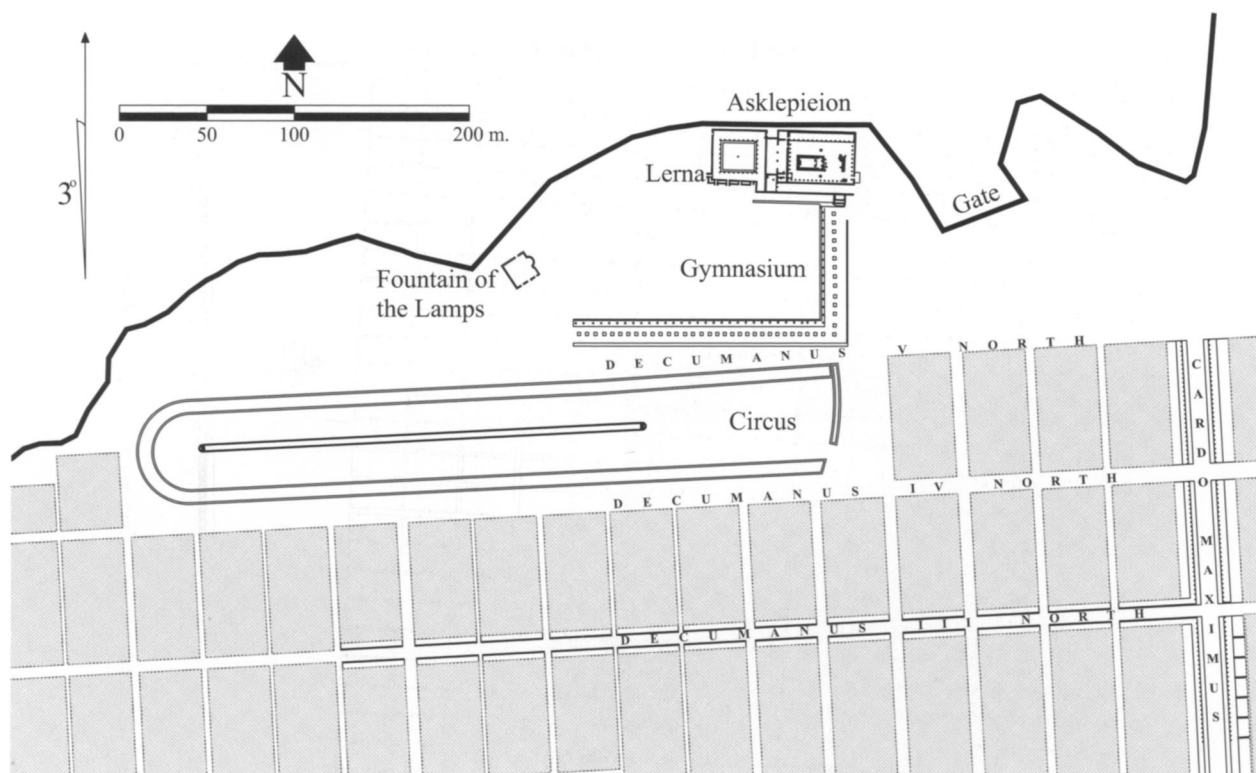 N
0 50 100 200 m.
3°
Asklepieion
Lerna
Gate
Fountain of
the Lamps
Gymnasium
DECUMANUS V NORTH
Circus
DECUMANUS IV NORTH
DECUMANUS III NORTH
CARDO MAXIMUS